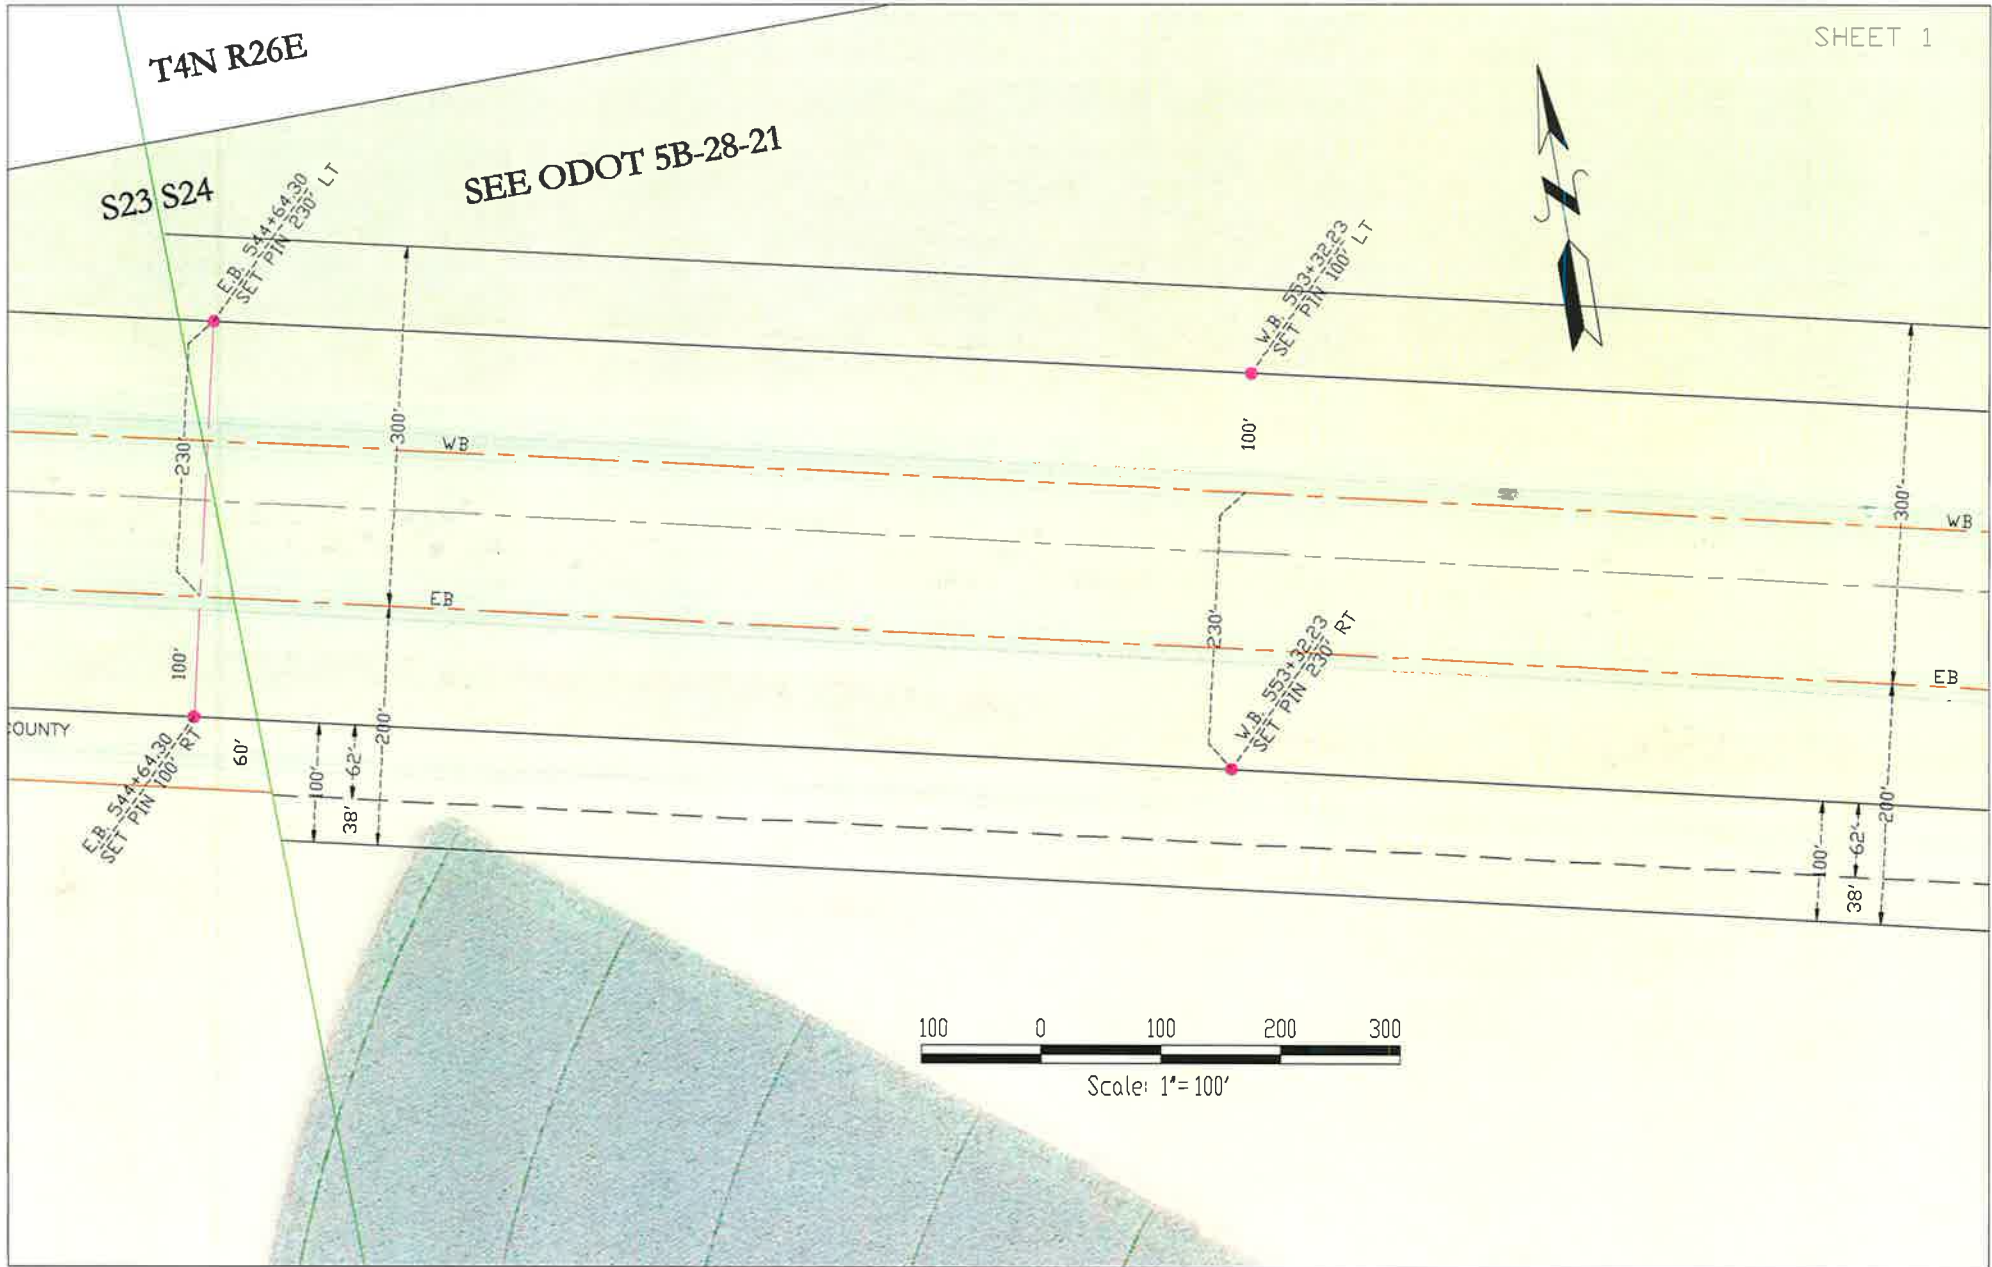 SHEET 1
T4N R26E
SEE ODOT 5B-28-21
S23 S24
E.B. 544+64.30
SET PIN 230' LT
W.B. 553+32.23
SET PIN 100' LT
N
230'
300'
WB
100'
300'
WB
EB
100'
230'
W.B. 553+32.23
SET PIN 230' RT
EB
COUNTY
E.B. 544+64.30
SET PIN 100' RT
60'
100'
62'
38'
200'
100'
62'
38'
200'
100 0 100 200 300
Scale: 1"=100'